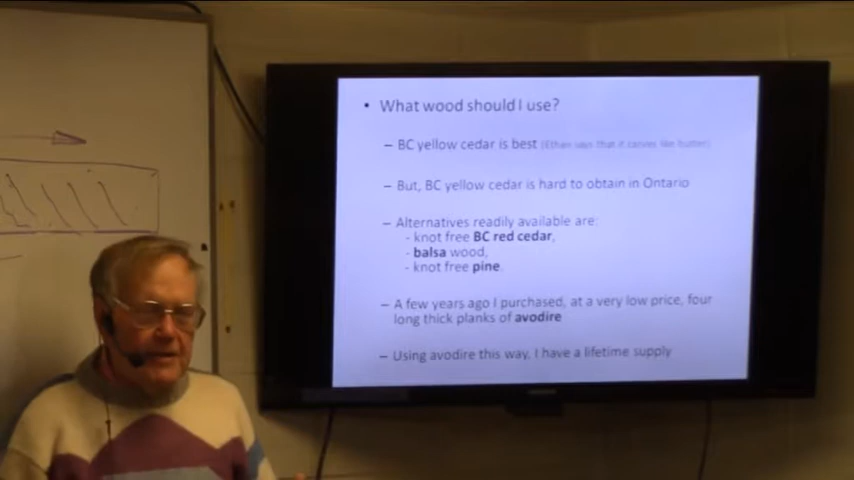 • What wood should I use?
– BC yellow cedar is best (Ethan says that it carves like butter)
– But, BC yellow cedar is hard to obtain in Ontario
– Alternatives readily available are:
- knot free BC red cedar,
- balsa wood,
- knot free pine
– A few years ago I purchased, at a very low price, four
long thick planks of avodire
– Using avodire this way, I have a lifetime supply